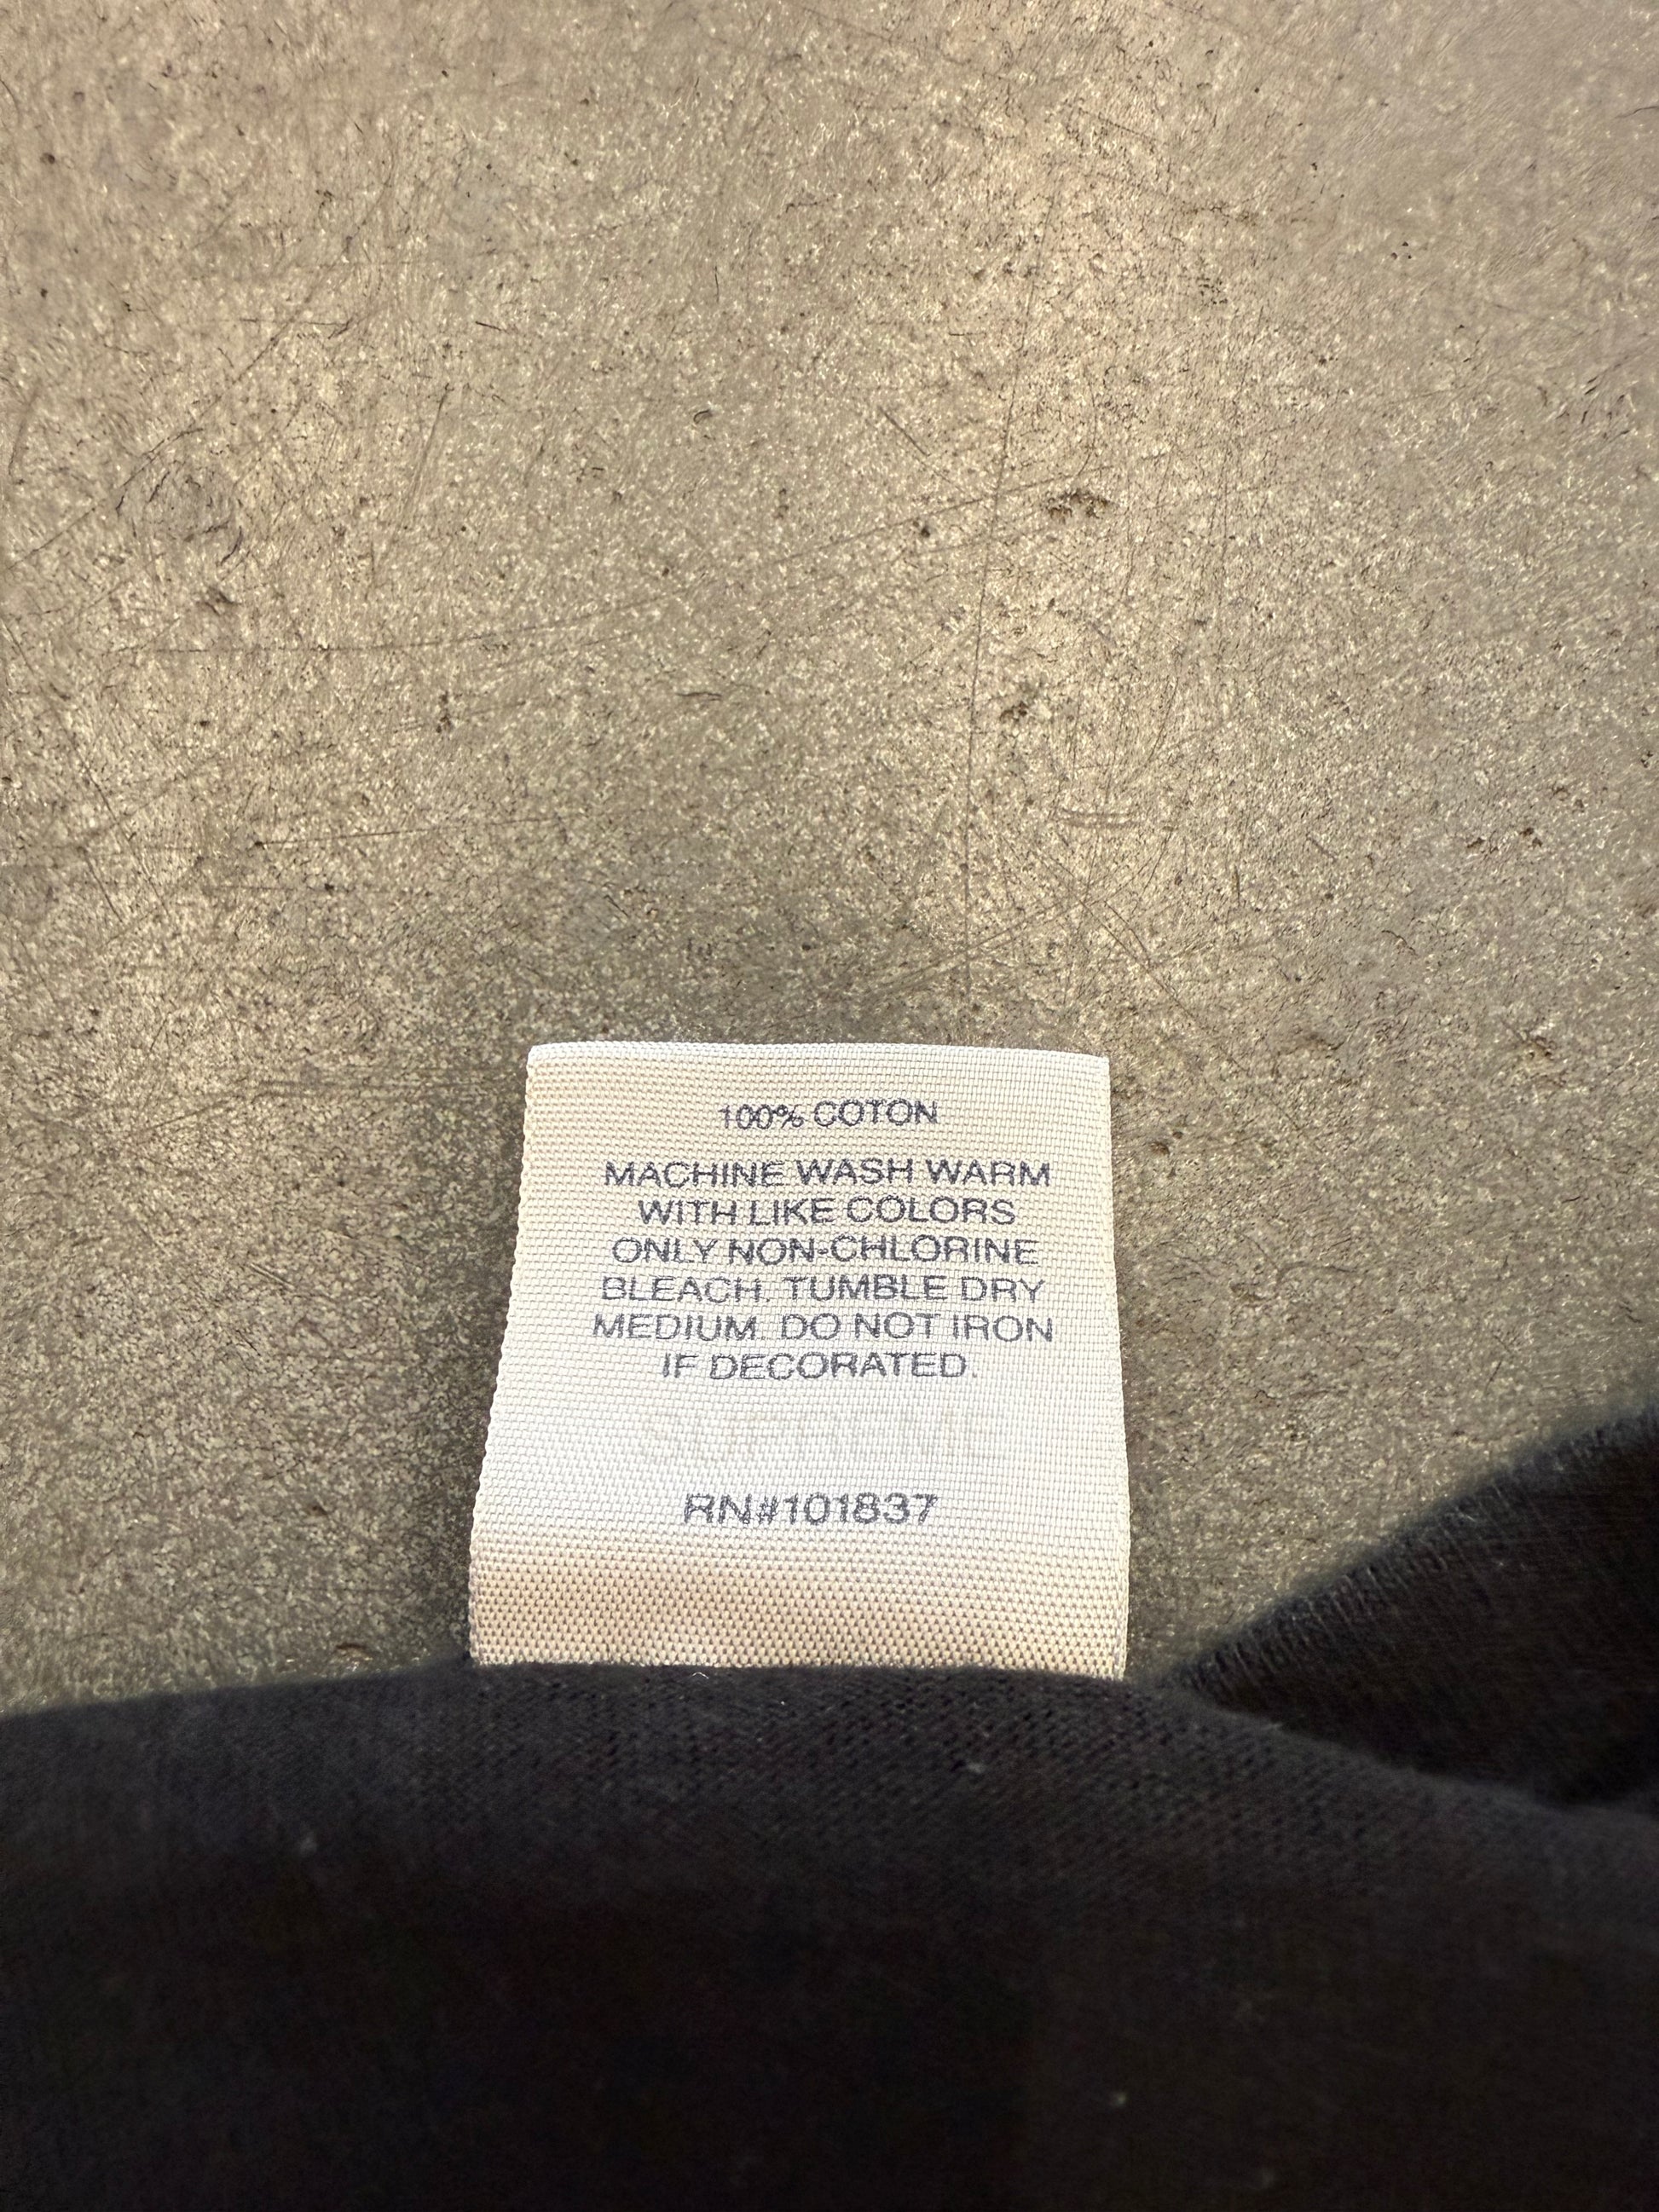 100% COTON
MACHINE WASH WARM
WITH LIKE COLORS
ONLY NON-CHLORINE
BLEACH. TUMBLE DRY
MEDIUM. DO NOT IRON
IF DECORATED.
RN#101837